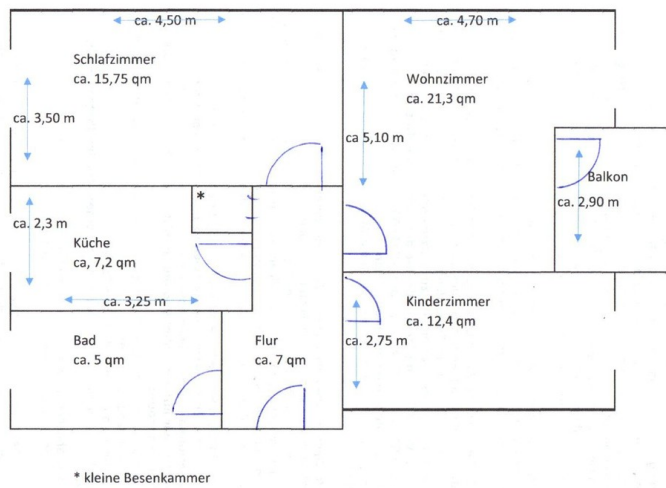 ca. 4,50 m
ca. 4,70 m
Schlafzimmer
ca. 15,75 qm
Wohnzimmer
ca. 21,3 qm
ca. 3,50 m
ca 5,10 m
Balkon
ca. 2,90 m
*
ca. 2,3 m
Küche
ca, 7,2 qm
ca. 3,25 m
Kinderzimmer
ca. 12,4 qm
Bad
ca. 5 qm
Flur
ca. 7 qm
ca. 2,75 m
* kleine Besenkammer